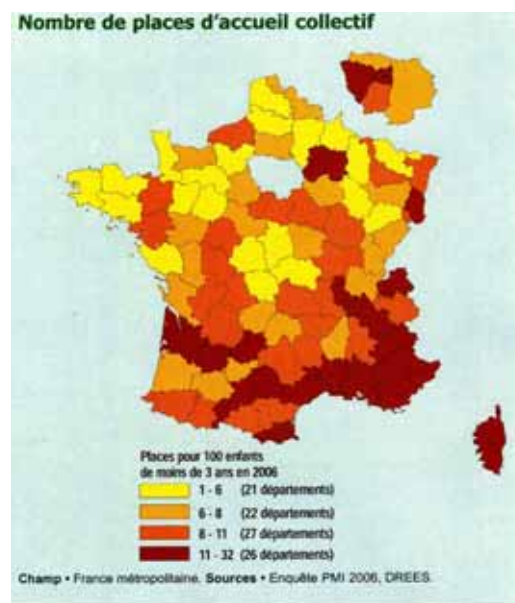 Nombre de places d'accueil collectif
Places pour 100 enfants
de moins de 3 ans en 2006
1 - 6 (21 départements)
6 - 8 (22 départements)
8 - 11 (27 départements)
11 - 32 (26 départements)
Champ • France métropolitaine. Sources • Enquête PMI 2006, DREES.